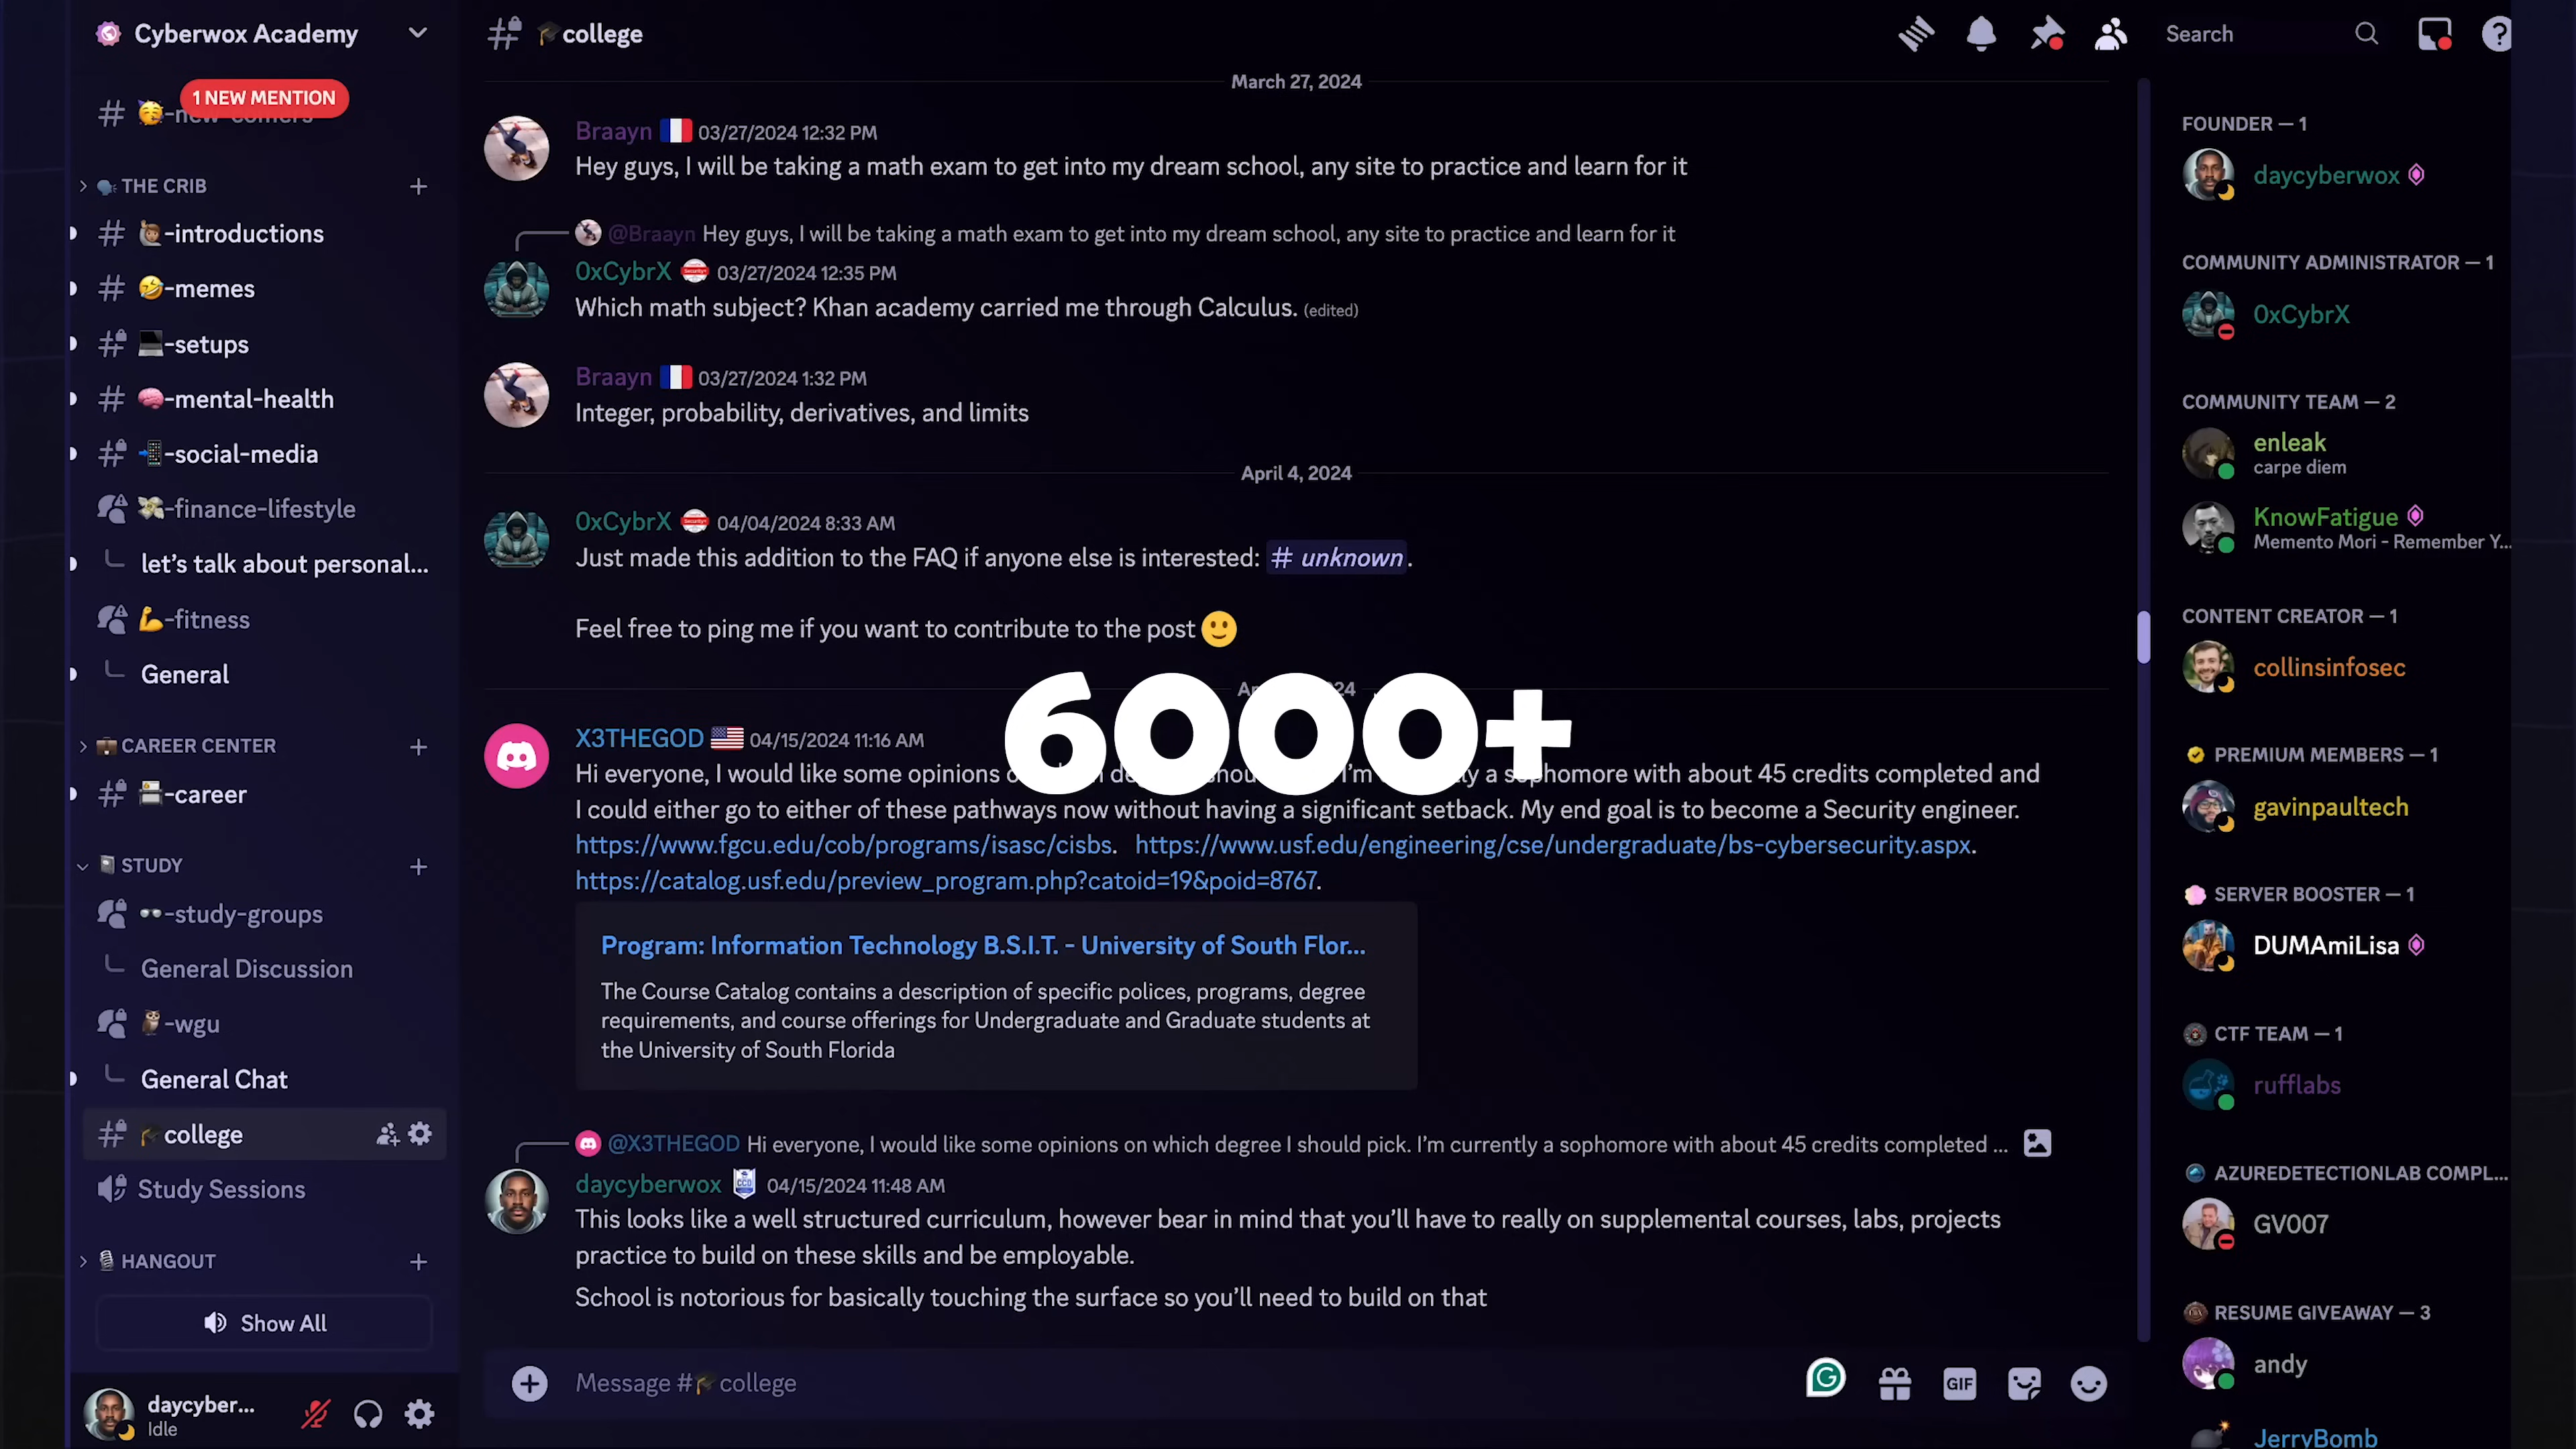 Cyberwox Academy
1 NEW MENTION
-new-comers
THE CRIB
-introductions
-memes
-setups
-mental-health
-social-media
-finance-lifestyle
let's talk about personal...
-fitness
General
CAREER CENTER
-career
STUDY
-study-groups
General Discussion
-wgu
General Chat
college
Study Sessions
HANGOUT
Show All
daycyber...
Idle
college
Search
March 27, 2024
Braayn 03/27/2024 12:32 PM
Hey guys, I will be taking a math exam to get into my dream school, any site to practice and learn for it
@Braayn Hey guys, I will be taking a math exam to get into my dream school, any site to practice and learn for it
0xCybrX 03/27/2024 12:35 PM
Which math subject? Khan academy carried me through Calculus. (edited)
Braayn 03/27/2024 1:32 PM
Integer, probability, derivatives, and limits
April 4, 2024
0xCybrX 04/04/2024 8:33 AM
Just made this addition to the FAQ if anyone else is interested: # unknown.
Feel free to ping me if you want to contribute to the post
6000+
X3THEGOD 04/15/2024 11:16 AM
Hi everyone, I would like some opinions a sophomore with about 45 credits completed and
I could either go to either of these pathways now without having a significant setback. My end goal is to become a Security engineer.
https://www.fgcu.edu/cob/programs/isasc/cisbs. https://www.usf.edu/engineering/cse/undergraduate/bs-cybersecurity.aspx.
https://catalog.usf.edu/preview_program.php?catoid=19&poid=8767.
Program: Information Technology B.S.I.T. - University of South Flor...
The Course Catalog contains a description of specific polices, programs, degree
requirements, and course offerings for Undergraduate and Graduate students at
the University of South Florida
@X3THEGOD Hi everyone, I would like some opinions on which degree I should pick. I'm currently a sophomore with about 45 credits completed ...
daycyberwox CCD 04/15/2024 11:48 AM
This looks like a well structured curriculum, however bear in mind that you'll have to really on supplemental courses, labs, projects
practice to build on these skills and be employable.
School is notorious for basically touching the surface so you'll need to build on that
Message # college
GIF
FOUNDER — 1
daycyberwox
COMMUNITY ADMINISTRATOR — 1
0xCybrX
COMMUNITY TEAM — 2
enleak
carpe diem
KnowFatigue
Memento Mori - Remember Y...
CONTENT CREATOR — 1
collinsinfosec
PREMIUM MEMBERS — 1
gavinpaultech
SERVER BOOSTER — 1
DUMAmiLisa
CTF TEAM — 1
rufflabs
AZUREDETECTIONLAB COMPL...
GV007
RESUME GIVEAWAY — 3
andy
JerryBomb